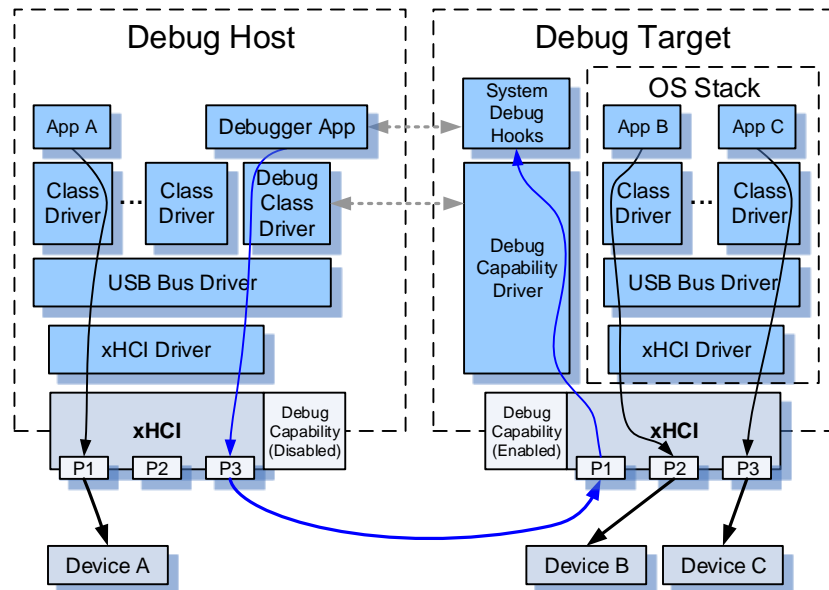 Debug Host
App A
Debugger App
Class
Driver
...
Class
Driver
Debug
Class
Driver
USB Bus Driver
xHCI Driver
xHCI
Debug
Capability
(Disabled)
P1
P2
P3
Device A
Debug Target
System
Debug
Hooks
OS Stack
App B
App C
Debug
Capability
Driver
Class
Driver
...
Class
Driver
USB Bus Driver
xHCI Driver
Debug
Capability
(Enabled)
xHCI
P1
P2
P3
Device B
Device C